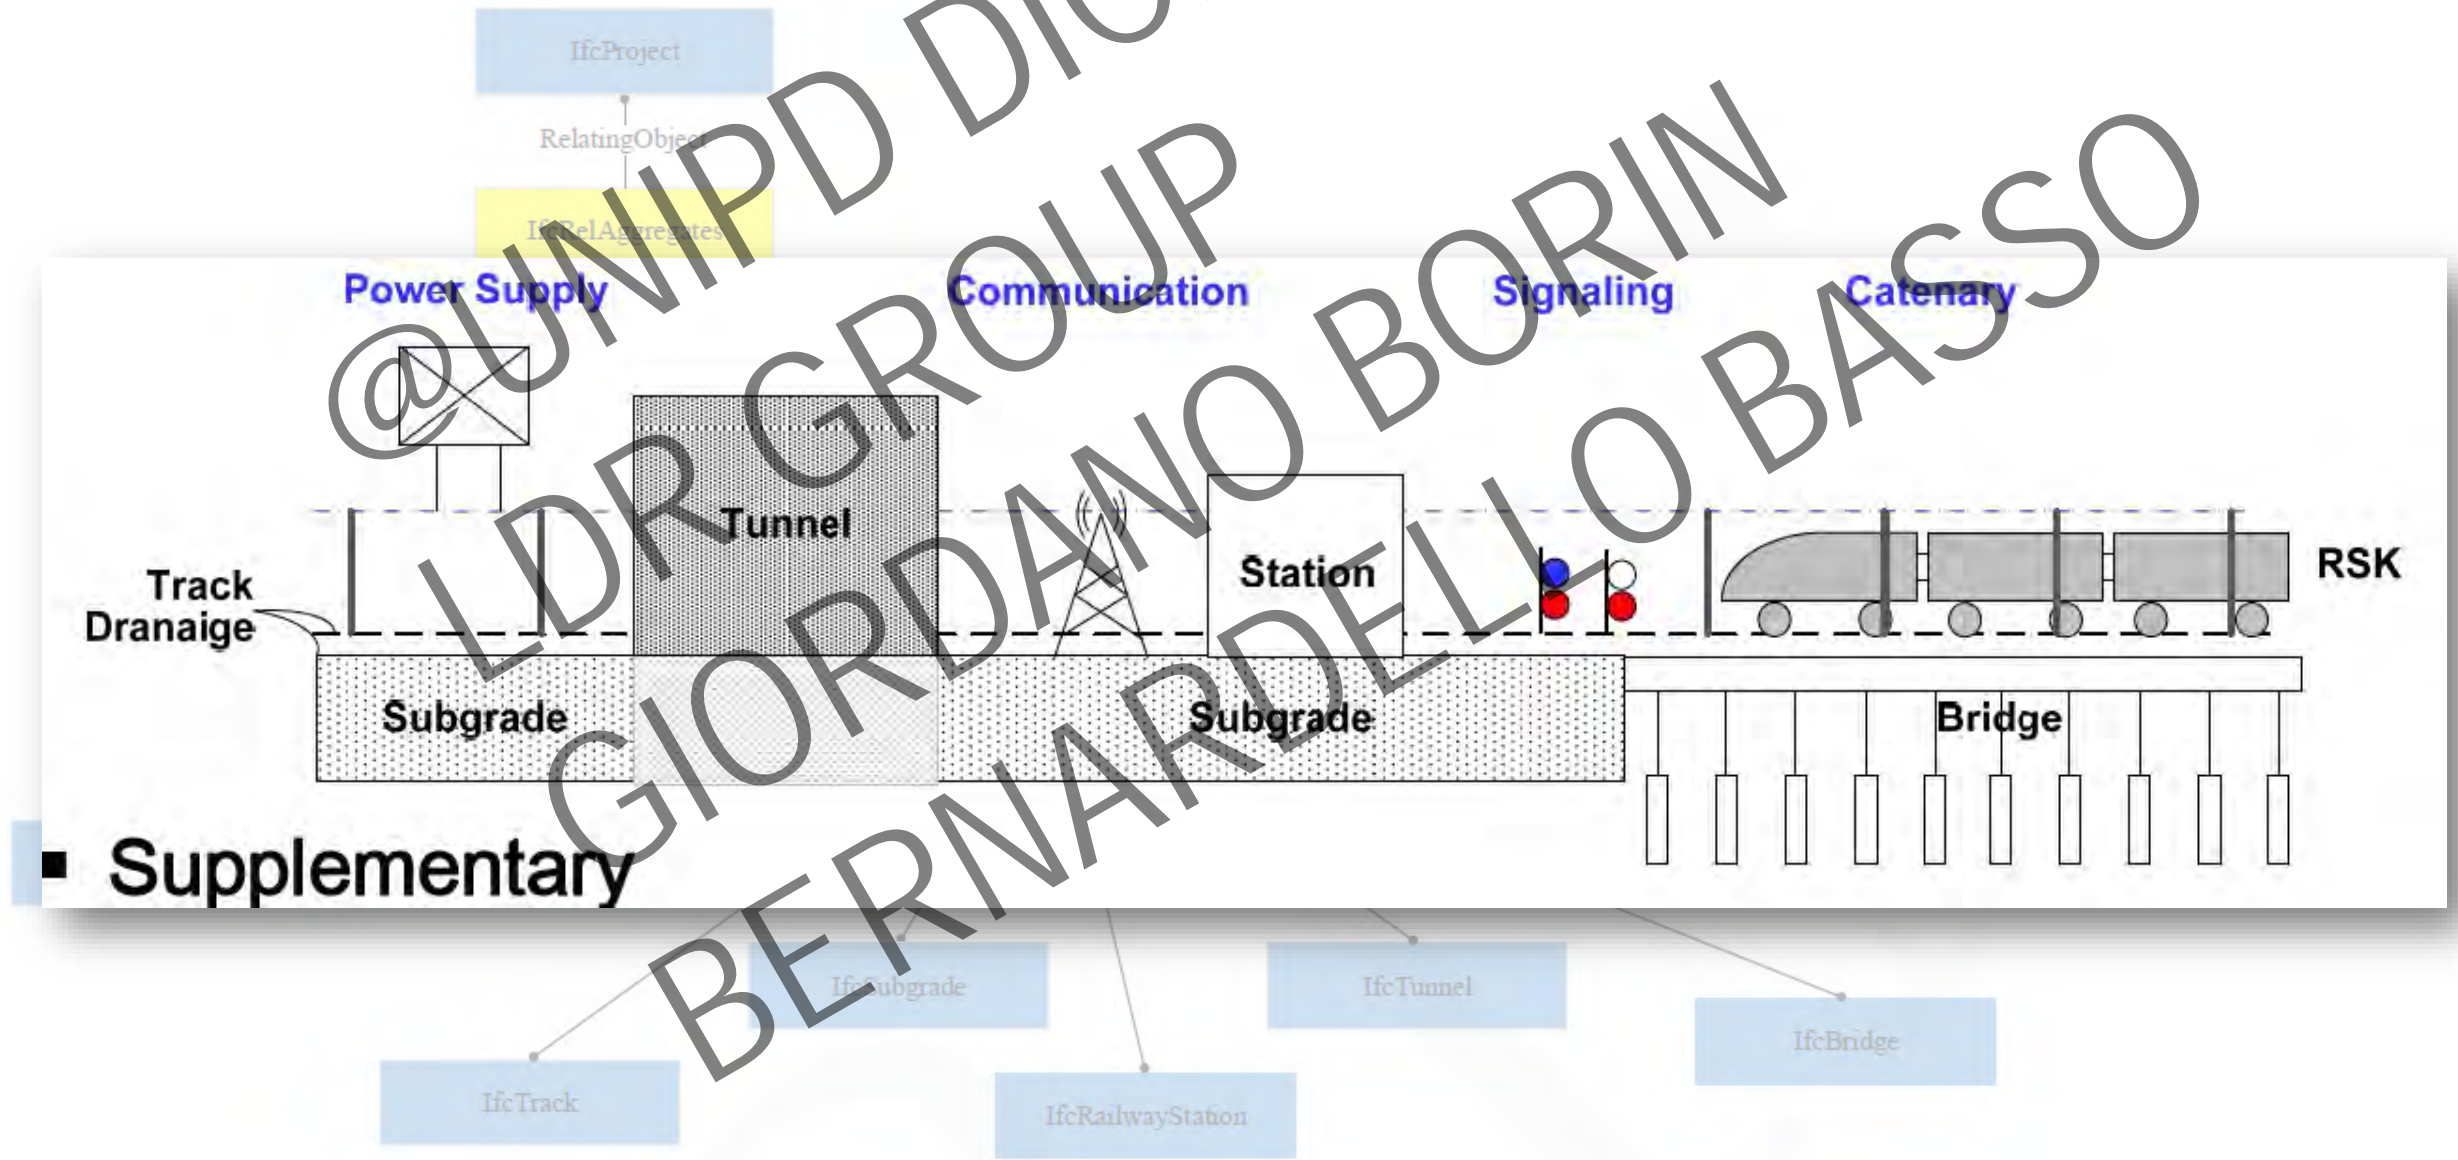 IfcProject
RelatingObject
IfcRelAggregates
Power Supply
Communication
Signaling
Catenary
Tunnel
Station
RSK
Track
Dranaige
Subgrade
Subgrade
Bridge
▪ Supplementary
IfcSubgrade
IfcTunnel
IfcBridge
IfcTrack
IfcRailwayStation
@UNIPD
LDR GROUP
GIORDANO BORIN
BERNARDELLO BASSO